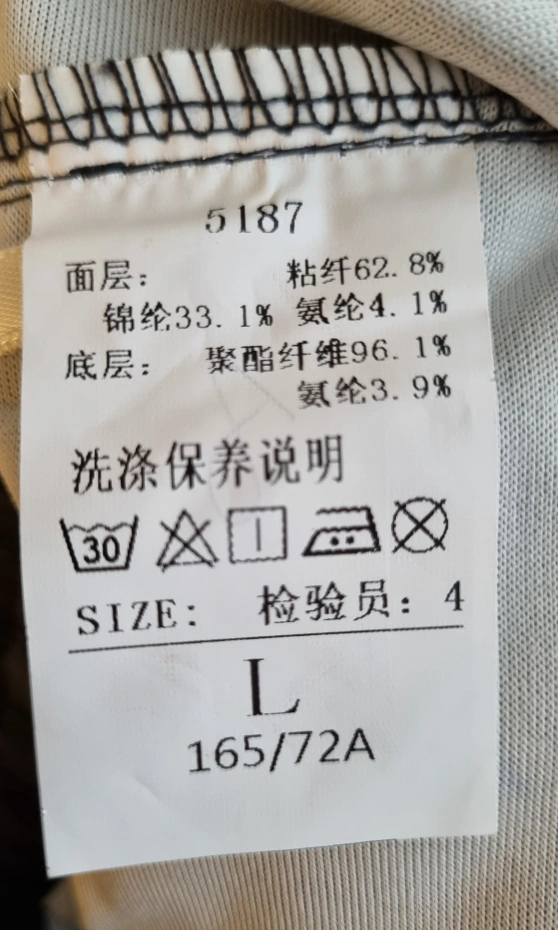 5187
面层: 粘纤62.8%
锦纶33.1% 氨纶4.1%
底层: 聚酯纤维96.1%
氨纶3.9%
洗涤保养说明
30
SIZE: 检验员: 4
L
165/72A